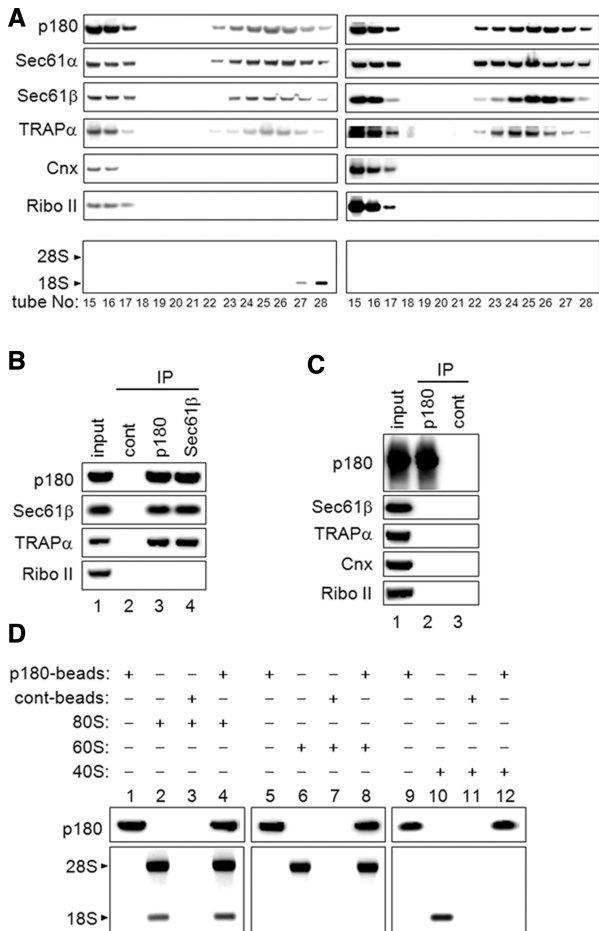 A
p180
Sec61α
Sec61β
TRAPα
Cnx
Ribo II
28S
18S
tube No: 15 16 17 18 19 20 21 22 23 24 25 26 27 28 15 16 17 18 19 20 21 22 23 24 25 26 27 28
B
IP
input cont p180 Sec61β
p180
Sec61β
TRAPα
Ribo II
1 2 3 4
C
IP
input p180 cont
p180
Sec61β
TRAPα
Cnx
Ribo II
1 2 3
D
p180-beads: + – – + + – – + + – – +
cont-beads: – – + – – – + – – – + –
80S: – + + + – – – – – – – –
60S: – – – – – + + + – – – –
40S: – – – – – – – – – + + +
1 2 3 4 5 6 7 8 9 10 11 12
p180
28S
18S